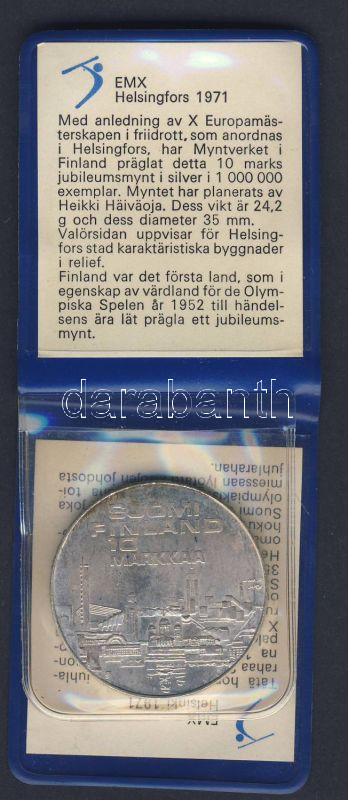 EMX
Helsingfors 1971
Med anledning av X Europamäs-
terskapen i friidrott, som anordnas
i Helsingfors, har Myntverket i
Finland präglat detta 10 marks
jubileumsmynt i silver i 1 000 000
exemplar. Myntet har planerats av
Heikki Häiväoja. Dess vikt är 24,2
g och dess diameter 35 mm.
Valörsidan uppvisar för Helsing-
fors stad karaktäristiska byggnader
i relief.
Finland var det första land, som i
egenskap av värdland för de Olym-
piska Spelen år 1952 till händel-
sens ära lät prägla ett jubileums-
mynt.
darabanth
juhlarahan.
SUOMI
FINLAND
10
MARKKAA
Helsinki 1971
EMX